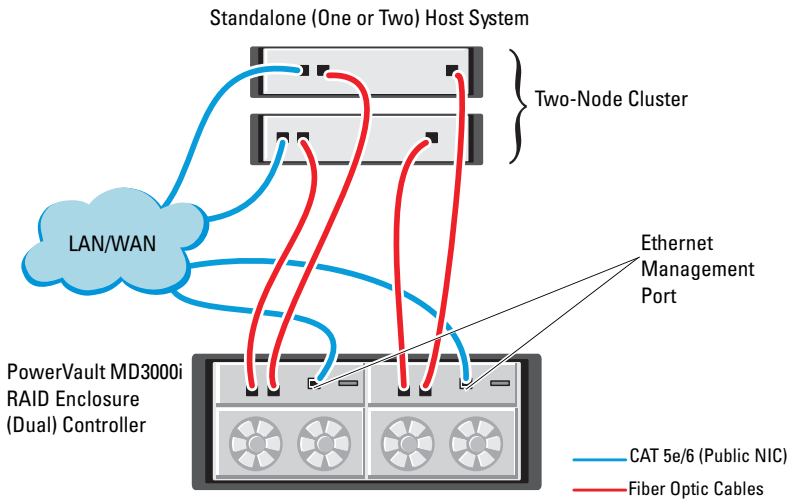 Standalone (One or Two) Host System
Two-Node Cluster
LAN/WAN
Ethernet
Management
Port
PowerVault MD3000i
RAID Enclosure
(Dual) Controller
CAT 5e/6 (Public NIC)
Fiber Optic Cables